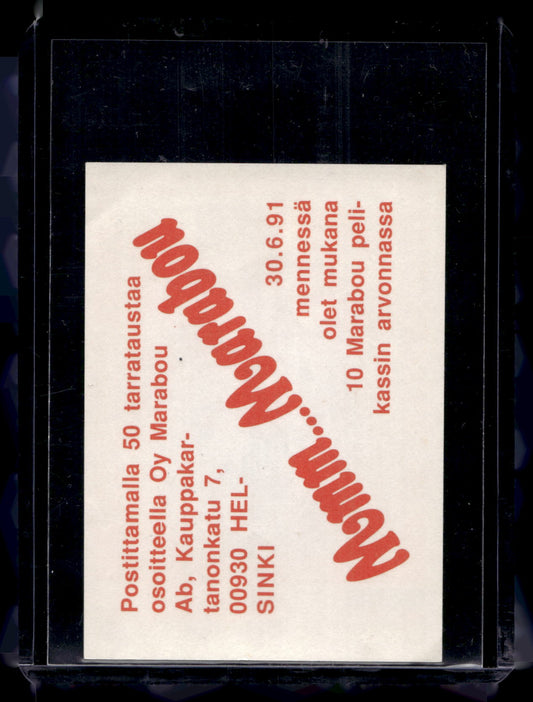 Postittamalla 50 tarrataustaa
osoitteella Oy Marabou
Ab, Kauppakar-
tanonkatu 7,
00930 HEL-
SINKI
Mmm...Marabou
30.6.91
mennessä
olet mukana
10 Marabou peli-
kassin arvonnassa